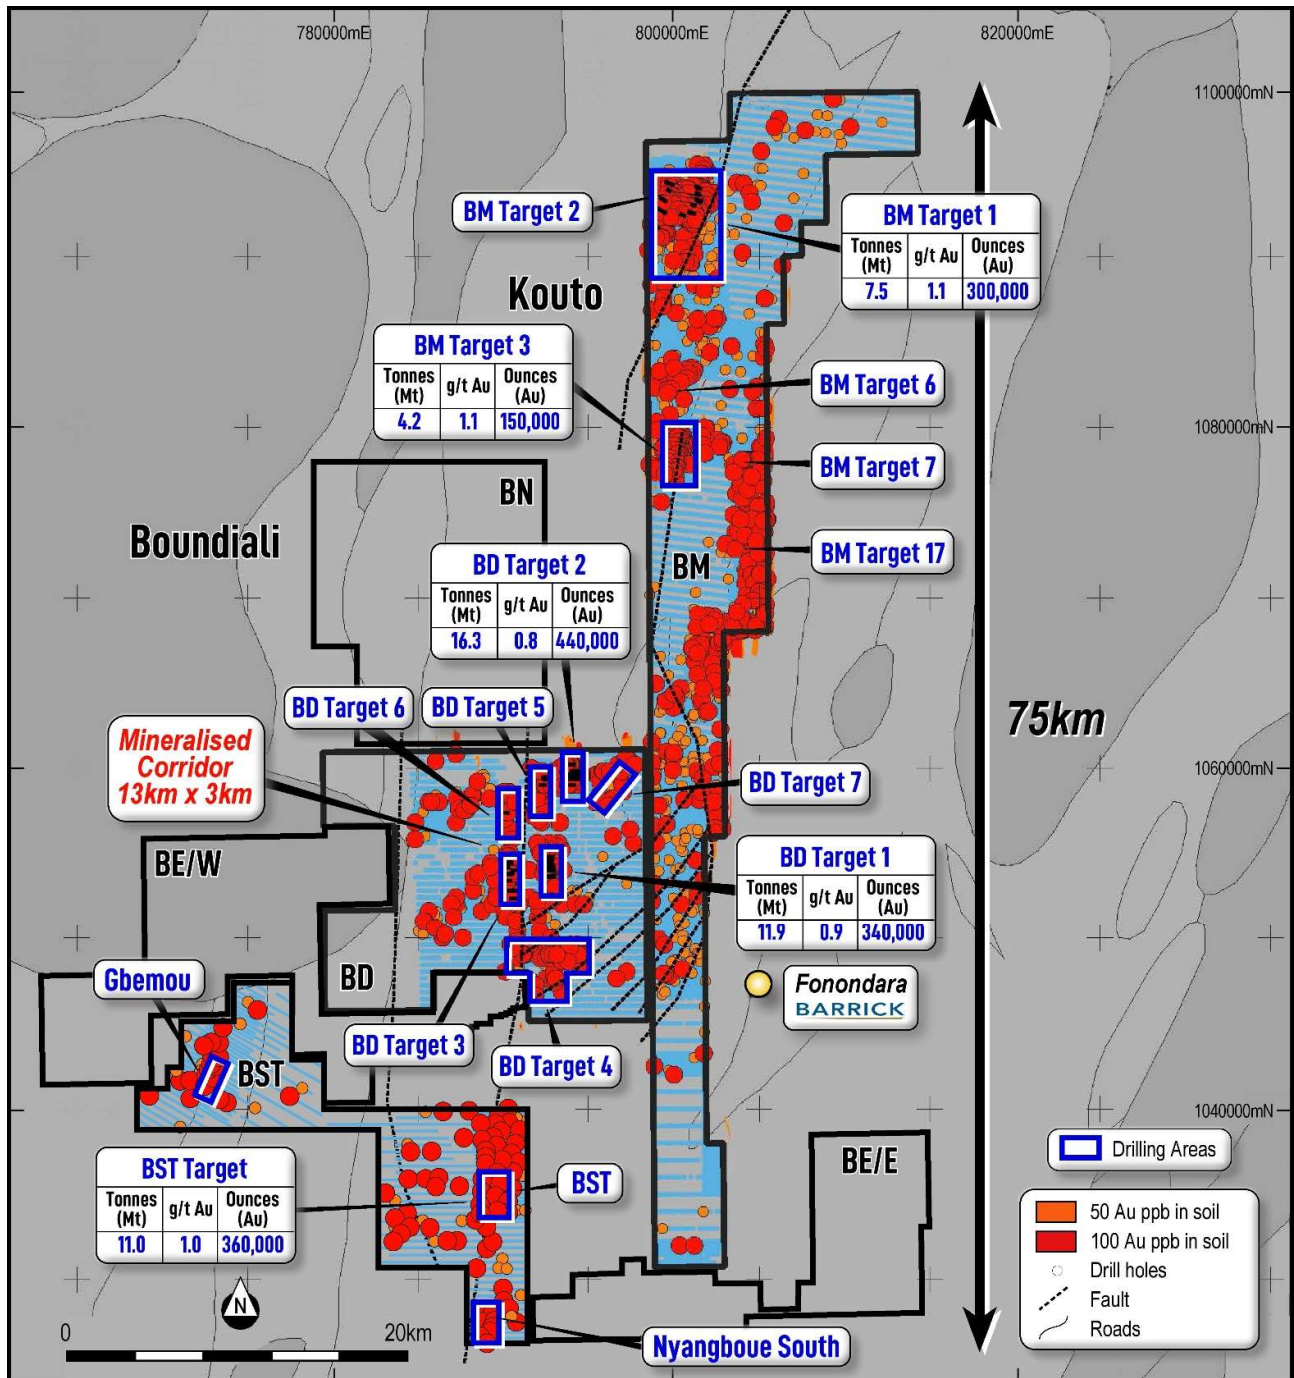 780000mE
800000mE
820000mE
1100000mN
BM Target 2
BM Target 1
Tonnes (Mt) g/t Au Ounces (Au)
7.5 1.1 300,000
Kouto
BM Target 3
Tonnes (Mt) g/t Au Ounces (Au)
4.2 1.1 150,000
BM Target 6
1080000mN
BM Target 7
BN
Boundiali
BM Target 17
BD Target 2
Tonnes (Mt) g/t Au Ounces (Au)
16.3 0.8 440,000
BM
BD Target 6
BD Target 5
75km
Mineralised
Corridor
13km x 3km
1060000mN
BD Target 7
BE/W
BD Target 1
Tonnes (Mt) g/t Au Ounces (Au)
11.9 0.9 340,000
Gbemou
BD
Fonondara
BARRICK
BD Target 3
BD Target 4
BST
1040000mN
BE/E
BST Target
Tonnes (Mt) g/t Au Ounces (Au)
11.0 1.0 360,000
BST
Drilling Areas
50 Au ppb in soil
100 Au ppb in soil
Drill holes
Fault
Roads
N
0 20km
Nyangboue South